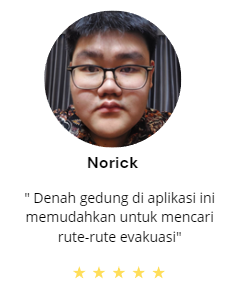 Norick
" Denah gedung di aplikasi ini
memudahkan untuk mencari
rute-rute evakuasi"